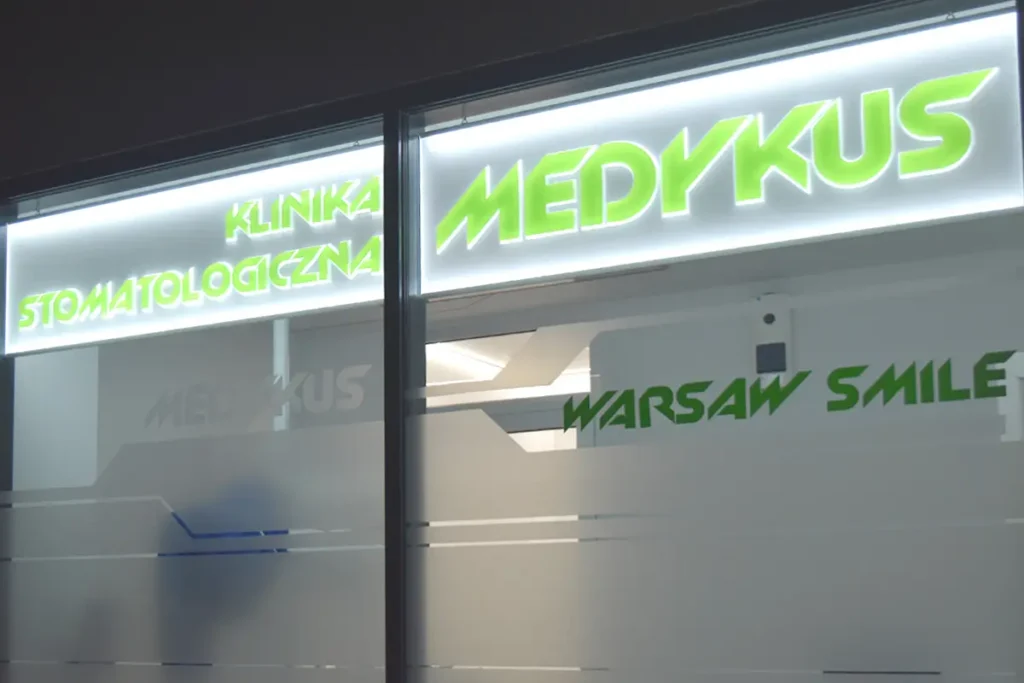 KLINIKA
STOMATOLOGICZNA
MEDYKUS
MEDYKUS
WARSAW SMILE